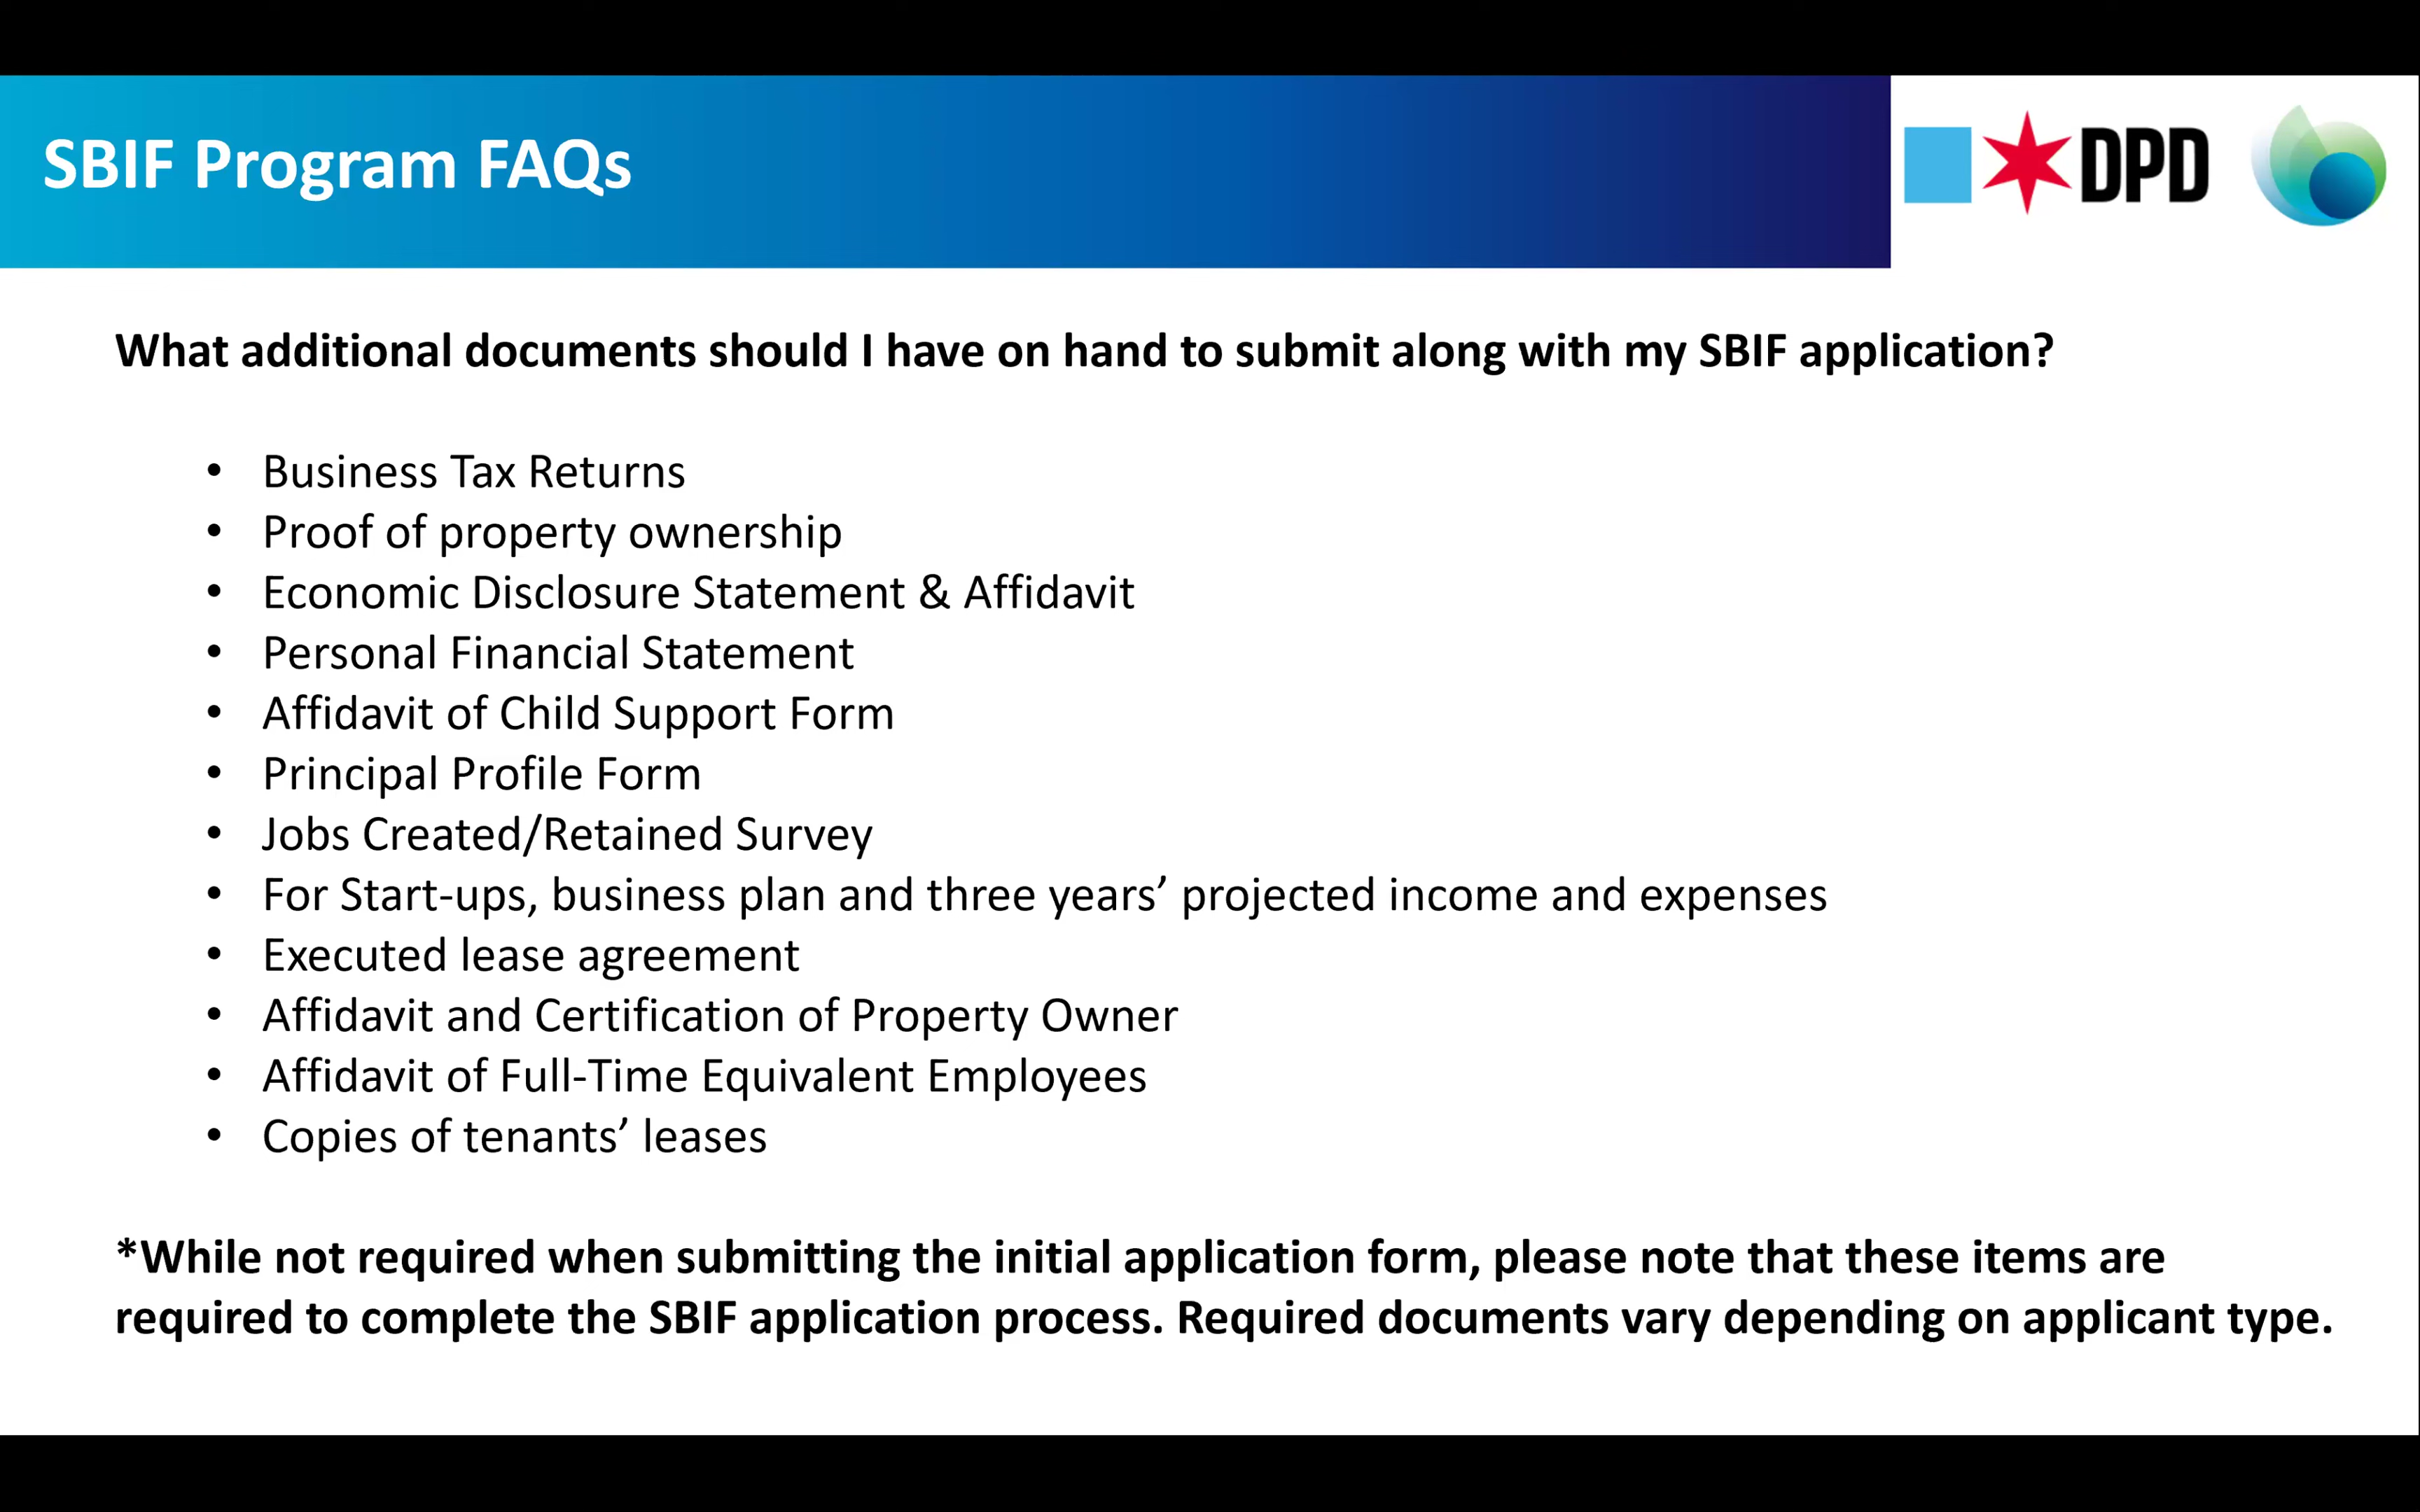 SBIF Program FAQs
DPD
What additional documents should I have on hand to submit along with my SBIF application?
• Business Tax Returns
• Proof of property ownership
• Economic Disclosure Statement & Affidavit
• Personal Financial Statement
• Affidavit of Child Support Form
• Principal Profile Form
• Jobs Created/Retained Survey
• For Start-ups, business plan and three years’ projected income and expenses
• Executed lease agreement
• Affidavit and Certification of Property Owner
• Affidavit of Full-Time Equivalent Employees
• Copies of tenants’ leases
*While not required when submitting the initial application form, please note that these items are
required to complete the SBIF application process. Required documents vary depending on applicant type.